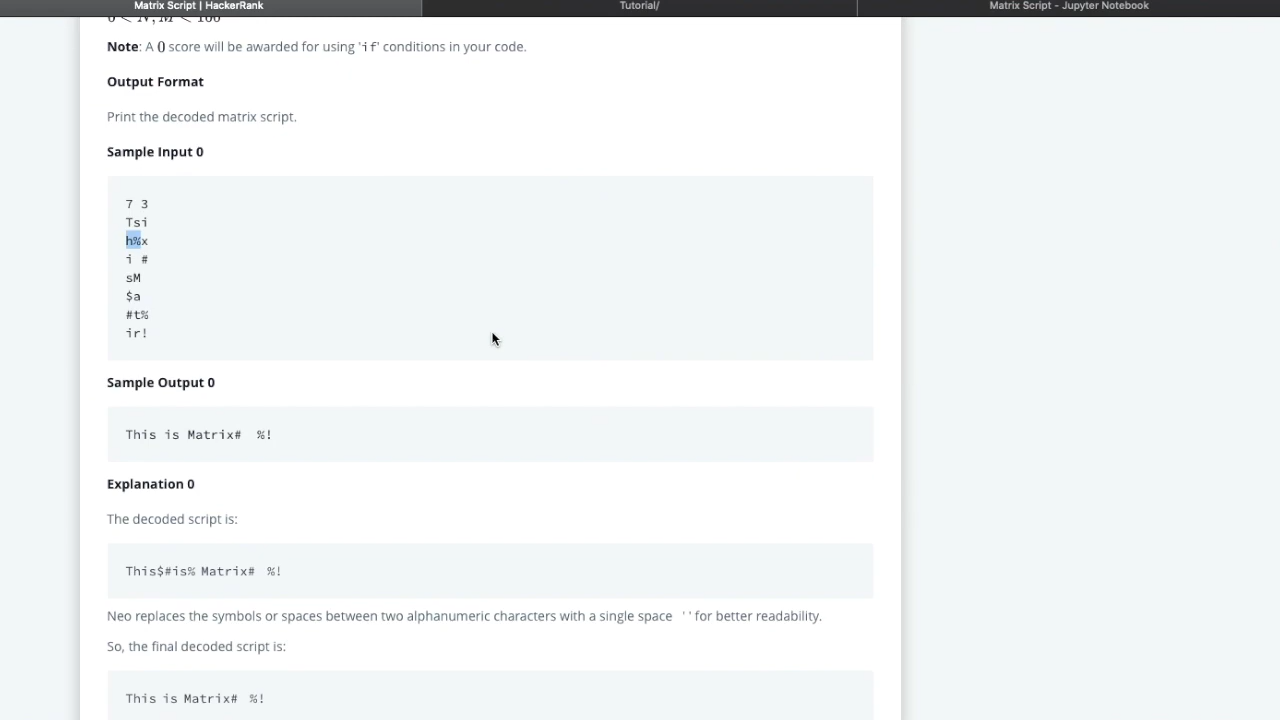 Matrix Script | HackerRank
Tutorial/
Matrix Script - Jupyter Notebook
0 < N, M < 100
Note: A 0 score will be awarded for using 'if' conditions in your code.
Output Format
Print the decoded matrix script.
Sample Input 0
7 3
Tsi
h%x
i #
sM
$a
#t%
ir!
Sample Output 0
This is Matrix#  %!
Explanation 0
The decoded script is:
This$#is% Matrix#  %!
Neo replaces the symbols or spaces between two alphanumeric characters with a single space ' ' for better readability.
So, the final decoded script is:
This is Matrix#  %!